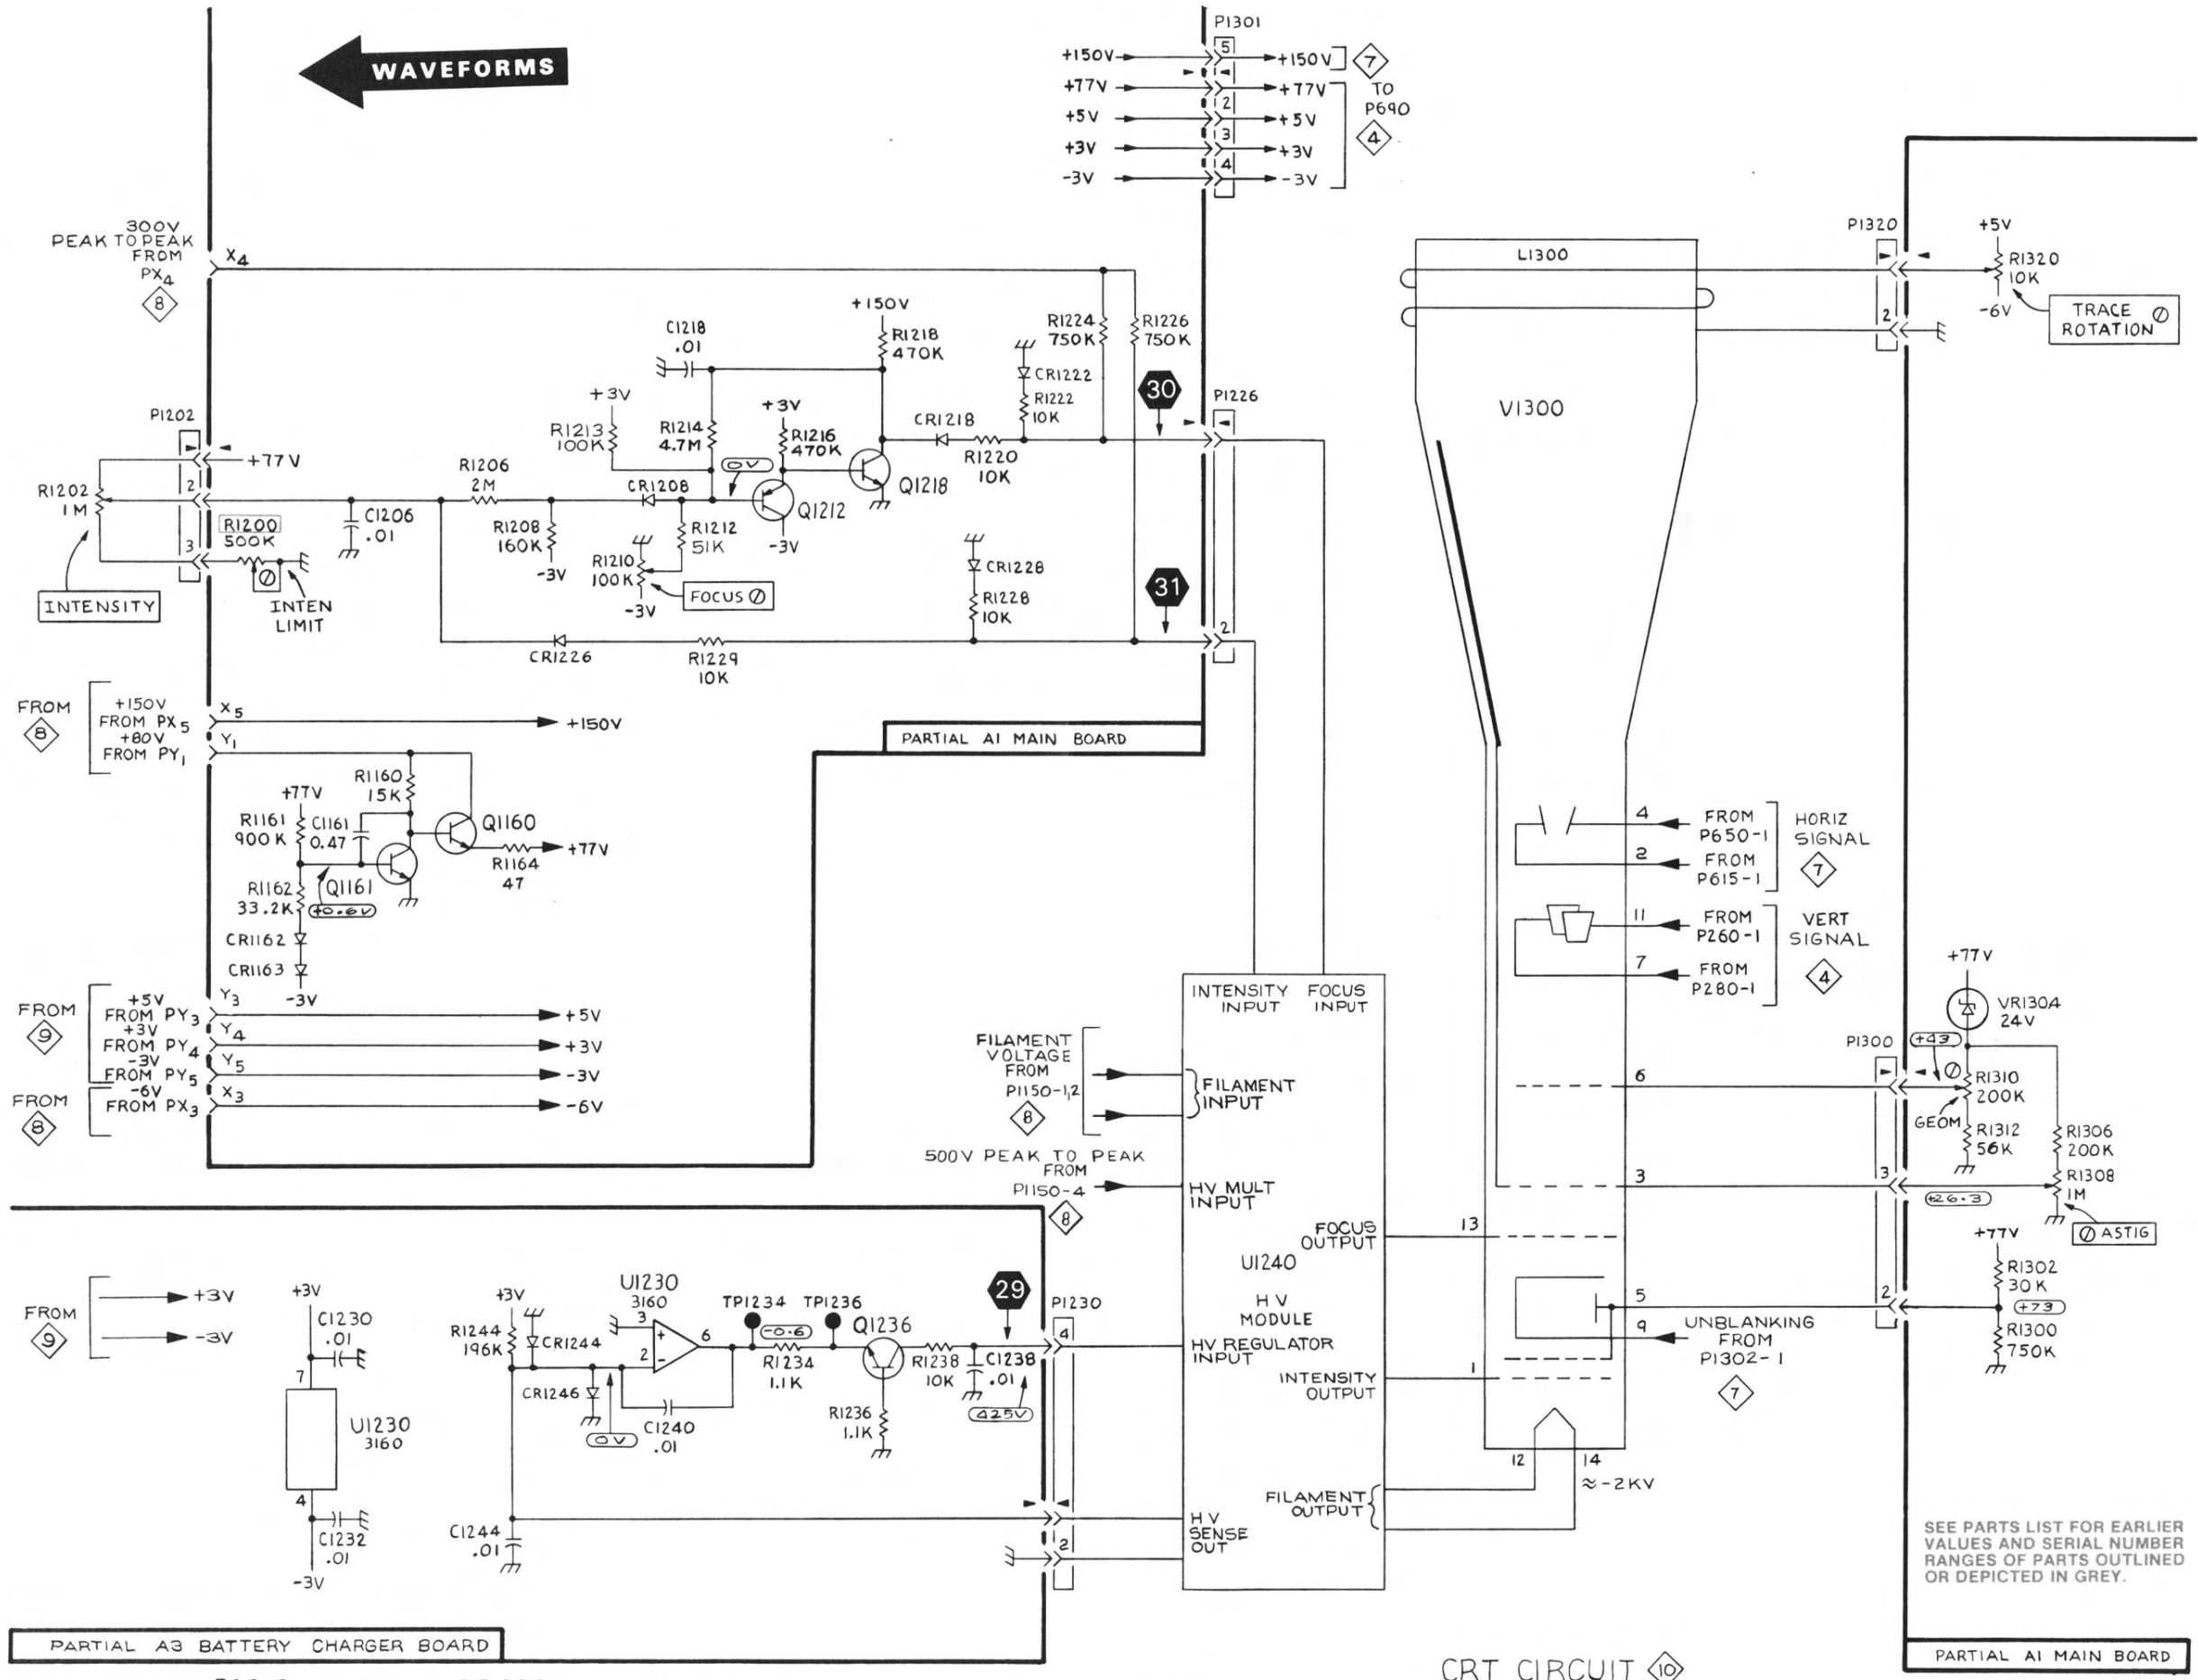 WAVEFORMS
P1301
+150V
5
+150V
7
+77V
+77V
TO
P690
4
+5V
2
+5V
+3V
3
+3V
-3V
4
-3V
300V
PEAK TO PEAK
FROM
PX4
8
X4
C1218
.01
+150V
R1218
470K
R1224
750K
R1226
750K
CR1222
R1222
10K
30
P1226
+3V
R1213
100K
R1214
4.7M
+3V
R1216
470K
CR1218
R1220
10K
Q1218
P1202
+77V
R1202
1M
2
R1206
2M
CR1208
0V
Q1212
-3V
R1200
500K
3
C1206
.01
R1208
160K
-3V
R1212
51K
R1210
100K
-3V
FOCUS
CR1228
R1228
10K
31
2
INTENSITY
INTEN
LIMIT
CR1226
R1229
10K
FROM
8
+150V
FROM PX5
+80V
FROM PY1
X5
Y1
+150V
PARTIAL A1 MAIN BOARD
R1160
15K
+77V
R1161
900K
C1161
0.47
Q1160
R1164
47
+77V
R1162
33.2K
+0.6V
Q1161
CR1162
CR1163
-3V
FROM
9
+5V
FROM PY3
+3V
FROM PY4
-3V
FROM PY5
Y3
Y4
Y5
+5V
+3V
-3V
FROM
8
-6V
FROM PX3
X3
-6V
L1300
V1300
P1320
+5V
R1320
10K
-6V
2
TRACE
ROTATION
4
FROM
P650-1
2
FROM
P615-1
HORIZ
SIGNAL
7
11
FROM
P260-1
7
FROM
P280-1
VERT
SIGNAL
4
+77V
VR1304
24V
P1300
+43
6
R1310
200K
GEOM
R1312
56K
R1306
200K
3
3
+26.3
R1308
1M
ASTIG
+77V
R1302
30K
+73
R1300
750K
5
2
9
UNBLANKING
FROM
P1302-1
7
INTENSITY
INPUT
FOCUS
INPUT
FILAMENT
VOLTAGE
FROM
P1150-1,2
8
FILAMENT
INPUT
500V PEAK TO PEAK
FROM
P1150-4
8
HV MULT
INPUT
FOCUS
OUTPUT
13
U1240
HV
MODULE
HV REGULATOR
INPUT
INTENSITY
OUTPUT
1
12
14
≈-2KV
FILAMENT
OUTPUT
HV
SENSE
OUT
FROM
9
+3V
-3V
+3V
C1230
.01
7
U1230
3160
4
C1232
.01
-3V
+3V
R1244
196K
CR1244
CR1246
U1230
3160
3
2
6
+
-
0V
C1240
.01
TP1234
TP1236
-0.6
R1234
1.1K
Q1236
R1236
1.1K
R1238
10K
C1238
.01
425V
29
P1230
4
C1244
.01
2
PARTIAL A3 BATTERY CHARGER BOARD
SEE PARTS LIST FOR EARLIER
VALUES AND SERIAL NUMBER
RANGES OF PARTS OUTLINED
OR DEPICTED IN GREY.
PARTIAL A1 MAIN BOARD
CRT CIRCUIT 10